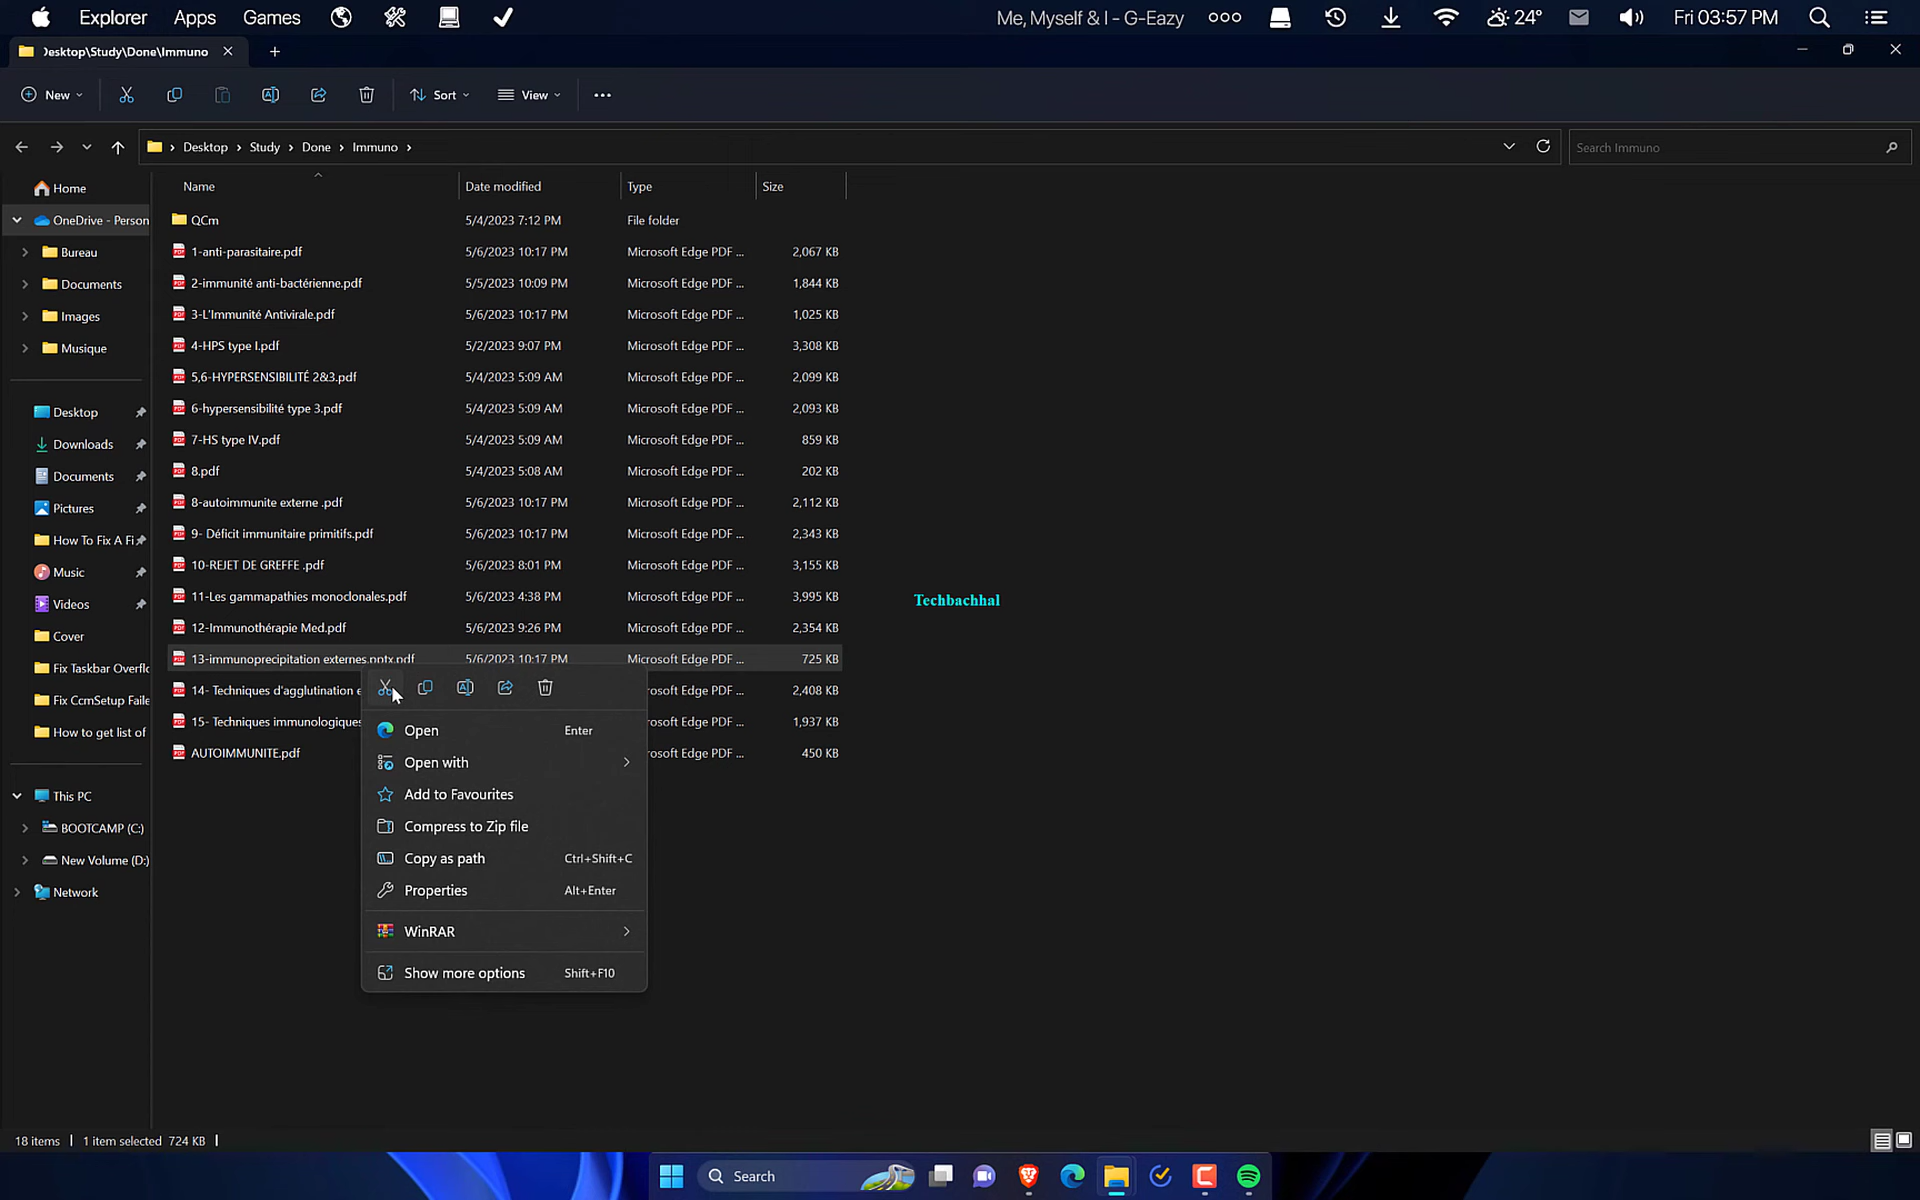 Explorer Apps Games Me, Myself & I - G-Eazy 24° Fri 03:57 PM
Desktop\Study\Done\Immuno
New Sort View
Desktop > Study > Done > Immuno > Search Immuno
Name Date modified Type Size
Home
OneDrive - Person
Bureau
Documents
Images
Musique
Desktop
Downloads
Documents
Pictures
How To Fix A Fi
Music
Videos
Cover
Fix Taskbar Overfl
Fix CcmSetup Faile
How to get list of
This PC
BOOTCAMP (C:)
New Volume (D:)
Network
QCm 5/4/2023 7:12 PM File folder
1-anti-parasitaire.pdf 5/6/2023 10:17 PM Microsoft Edge PDF ... 2,067 KB
2-immunité anti-bactérienne.pdf 5/5/2023 10:09 PM Microsoft Edge PDF ... 1,844 KB
3-L'Immunité Antivirale.pdf 5/6/2023 10:17 PM Microsoft Edge PDF ... 1,025 KB
4-HPS type I.pdf 5/2/2023 9:07 PM Microsoft Edge PDF ... 3,308 KB
5,6-HYPERSENSIBILITÉ 2&3.pdf 5/4/2023 5:09 AM Microsoft Edge PDF ... 2,099 KB
6-hypersensibilité type 3.pdf 5/4/2023 5:09 AM Microsoft Edge PDF ... 2,093 KB
7-HS type IV.pdf 5/4/2023 5:09 AM Microsoft Edge PDF ... 859 KB
8.pdf 5/4/2023 5:08 AM Microsoft Edge PDF ... 202 KB
8-autoimmunite externe .pdf 5/6/2023 10:17 PM Microsoft Edge PDF ... 2,112 KB
9- Déficit immunitaire primitifs.pdf 5/6/2023 10:17 PM Microsoft Edge PDF ... 2,343 KB
10-REJET DE GREFFE .pdf 5/6/2023 8:01 PM Microsoft Edge PDF ... 3,155 KB
11-Les gammapathies monoclonales.pdf 5/6/2023 4:38 PM Microsoft Edge PDF ... 3,995 KB
12-Immunothérapie Med.pdf 5/6/2023 9:26 PM Microsoft Edge PDF ... 2,354 KB
13-immunoprecipitation externes.pptx.pdf 5/6/2023 10:17 PM Microsoft Edge PDF ... 725 KB
14- Techniques d'agglutination e rosoft Edge PDF ... 2,408 KB
15- Techniques immunologiques rosoft Edge PDF ... 1,937 KB
AUTOIMMUNITE.pdf rosoft Edge PDF ... 450 KB
Techbachhal
Open Enter
Open with
Add to Favourites
Compress to Zip file
Copy as path Ctrl+Shift+C
Properties Alt+Enter
WinRAR
Show more options Shift+F10
18 items 1 item selected 724 KB
Search